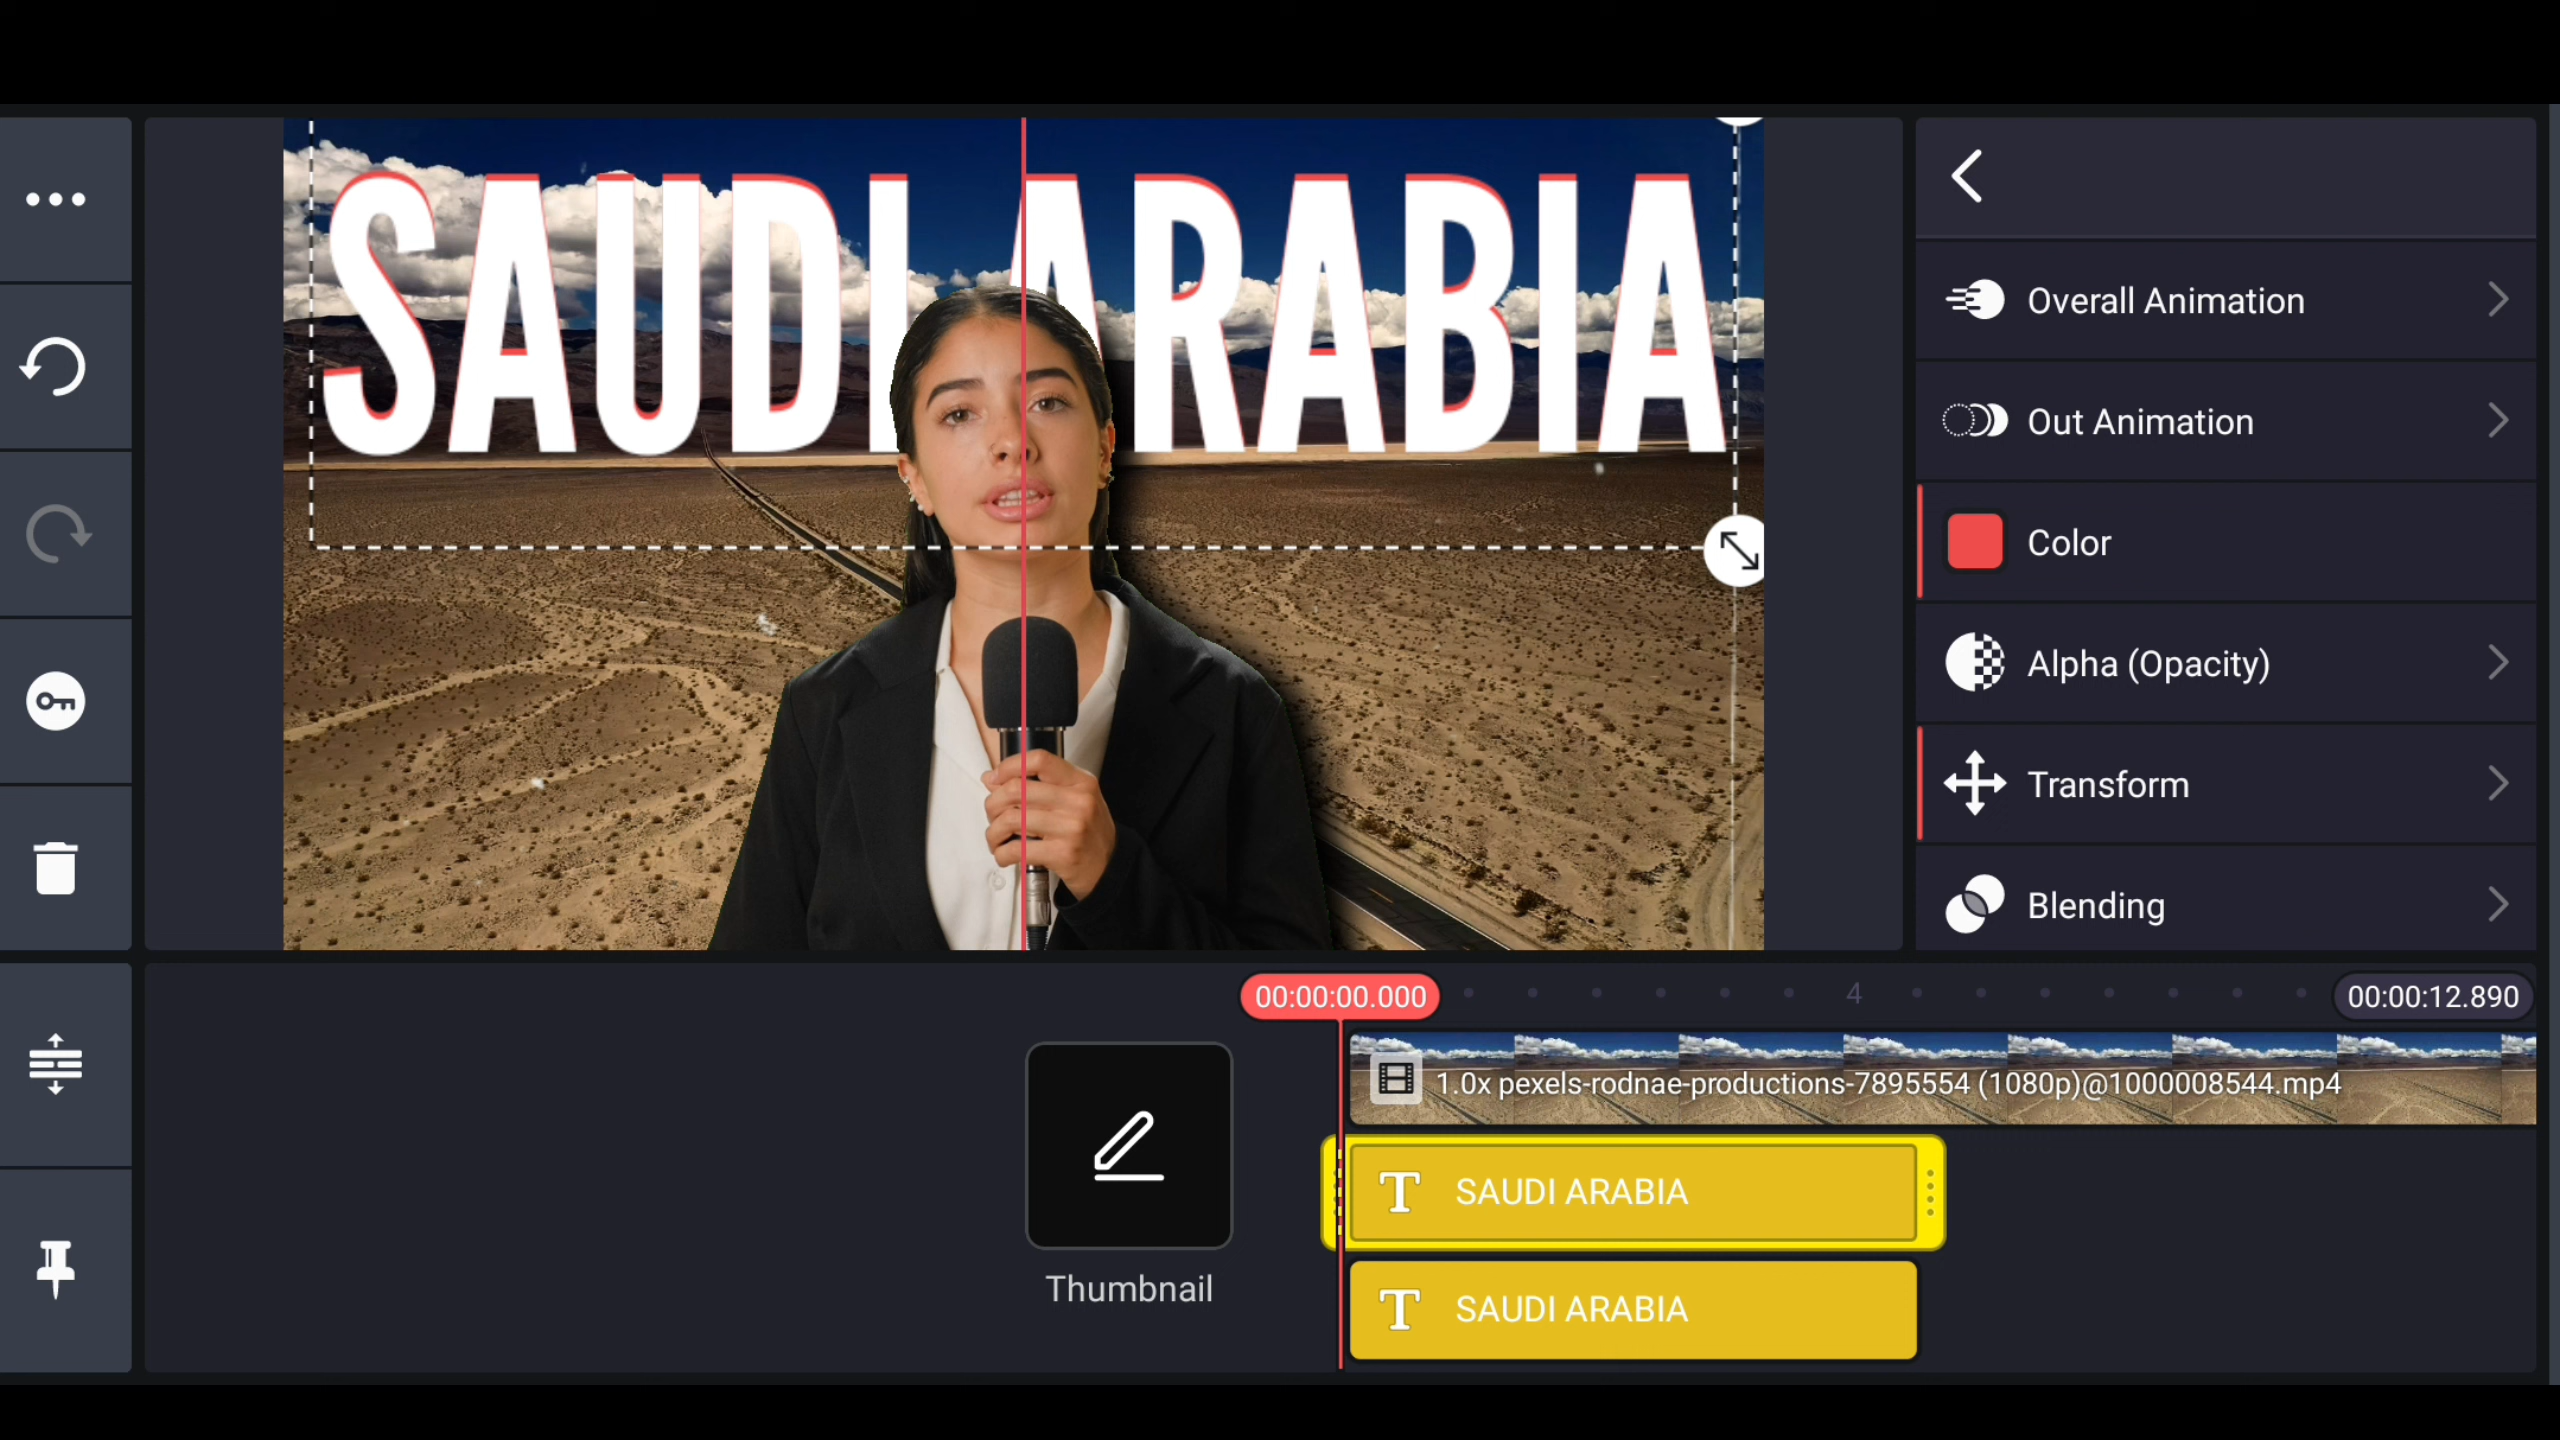 SAUDI ARABIA
Overall Animation
Out Animation
Color
Alpha (Opacity)
Transform
Blending
00:00:00.000
4
00:00:12.890
1.0x pexels-rodnae-productions-7895554 (1080p)@1000008544.mp4
T SAUDI ARABIA
Thumbnail
T SAUDI ARABIA